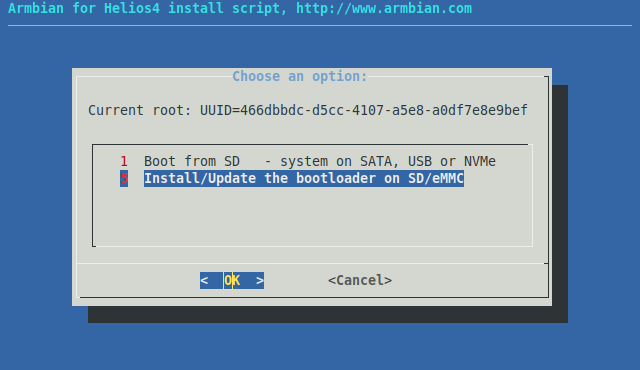 Armbian for Helios4 install script, http://www.armbian.com
Choose an option:
Current root: UUID=466dbbdc-d5cc-4107-a5e8-a0df7e8e9bef
1 Boot from SD - system on SATA, USB or NVMe
5 Install/Update the bootloader on SD/eMMC
< OK > <Cancel>